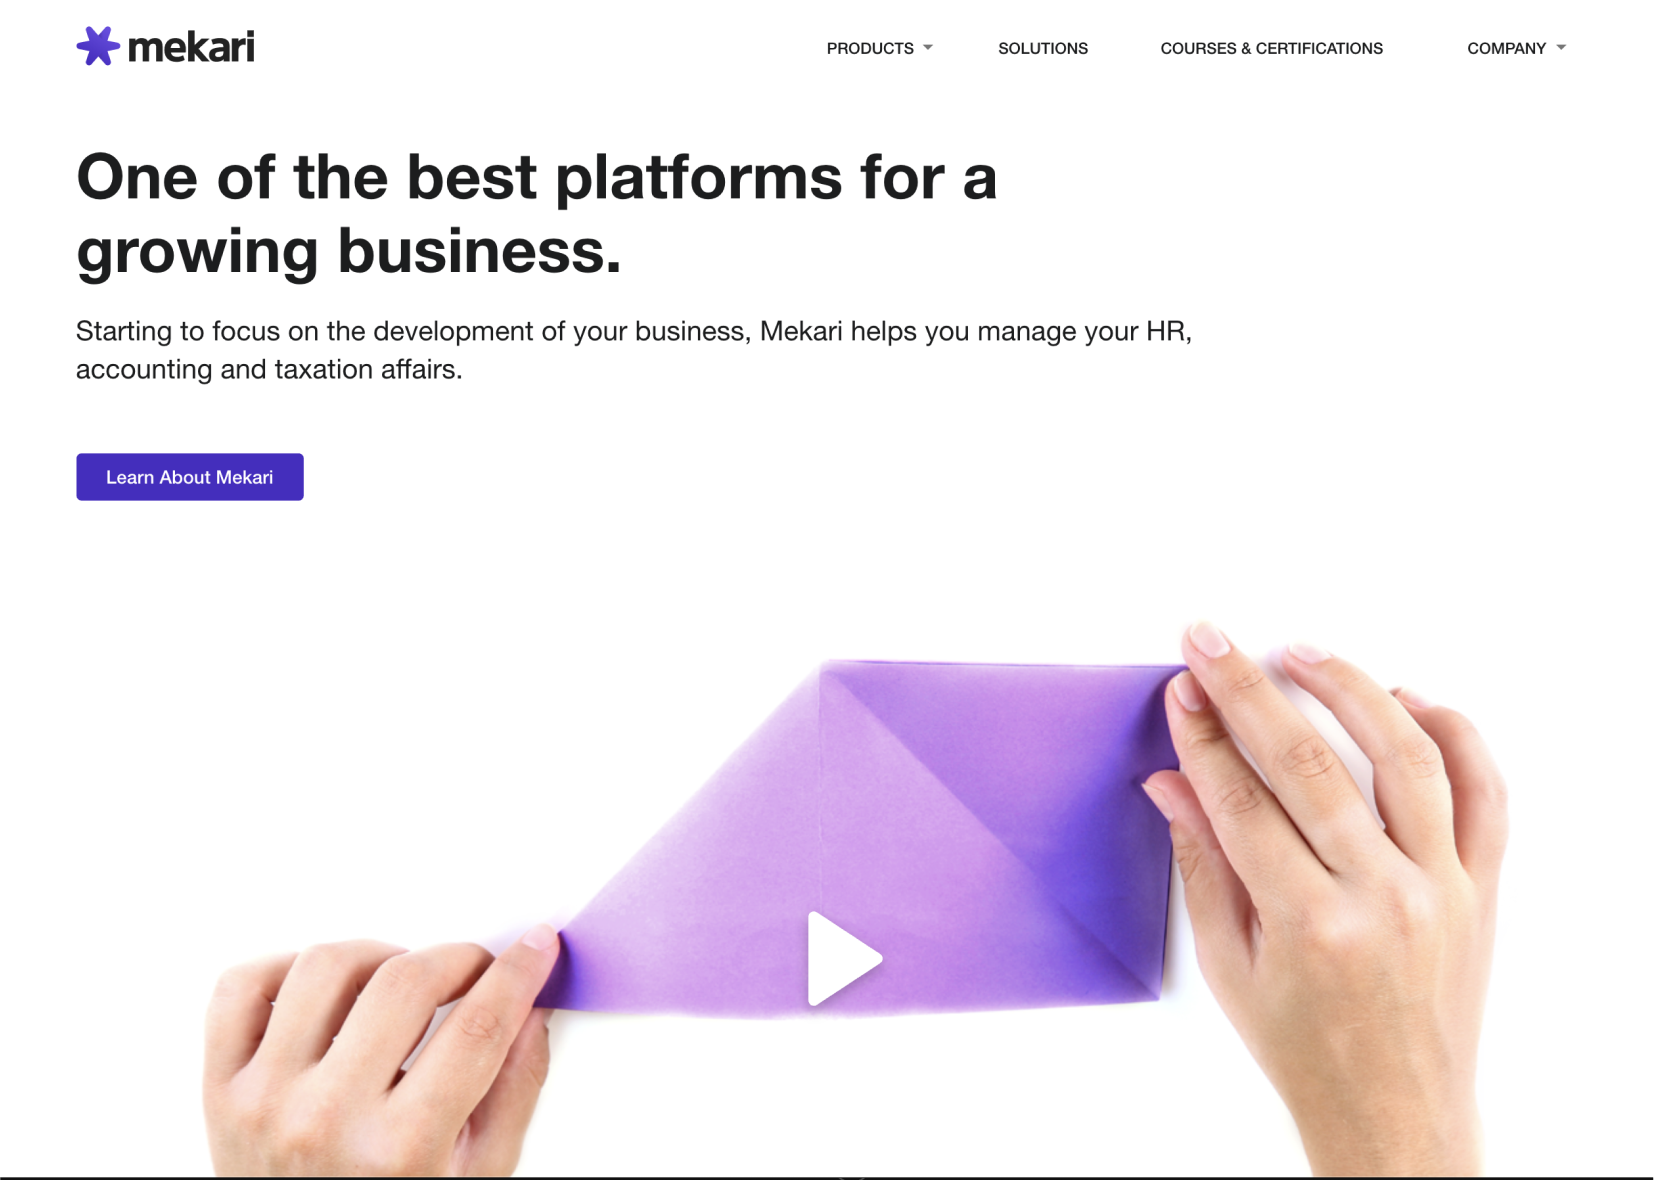 mekari
PRODUCTS
SOLUTIONS
COURSES & CERTIFICATIONS
COMPANY
One of the best platforms for a
growing business.
Starting to focus on the development of your business, Mekari helps you manage your HR,
accounting and taxation affairs.
Learn About Mekari